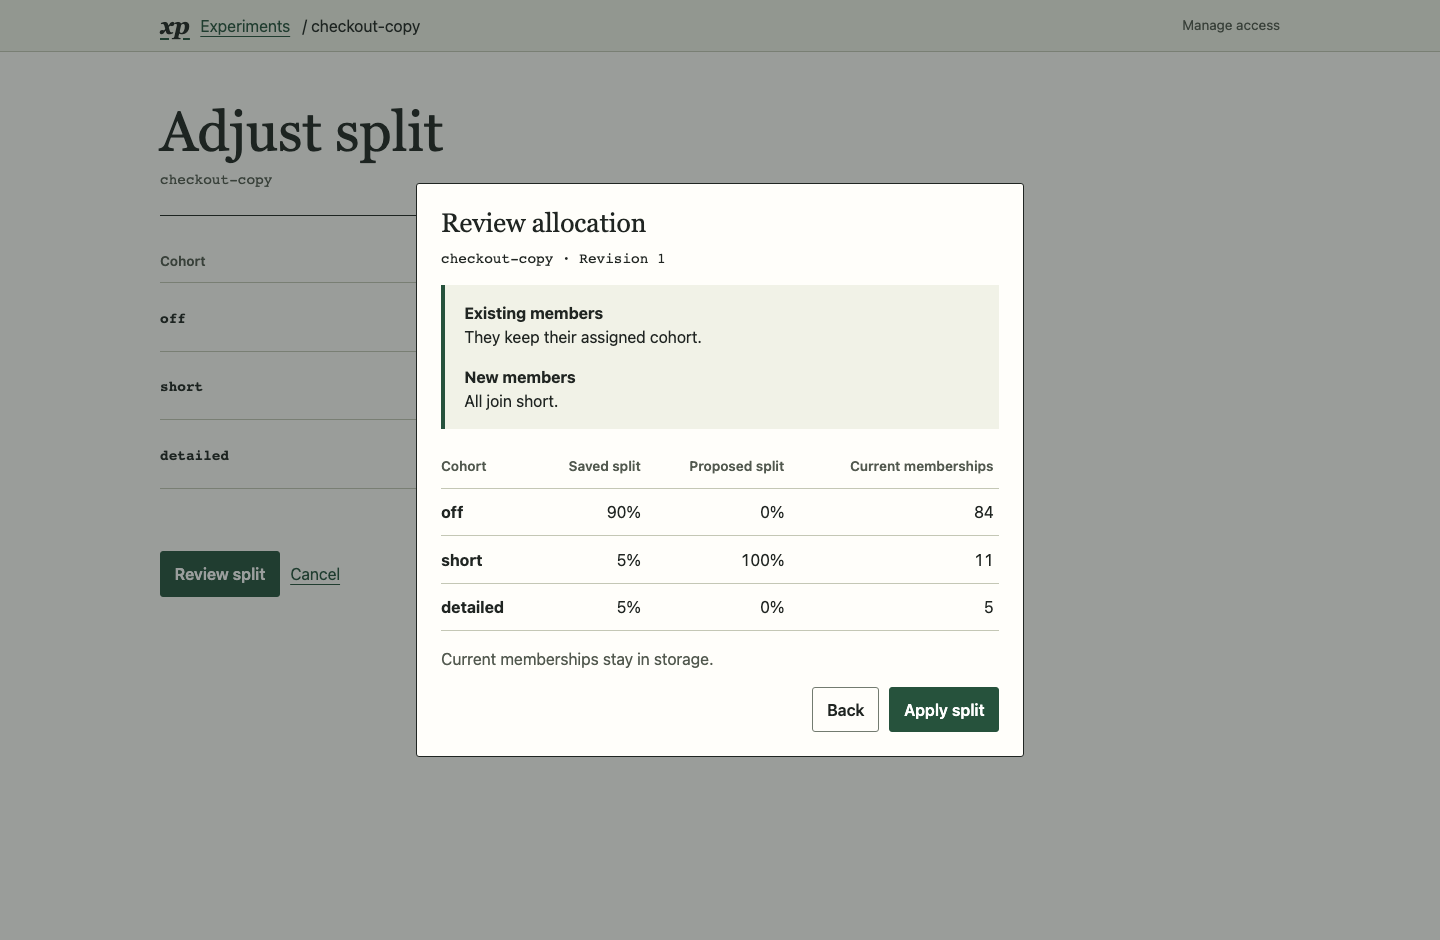 xp Experiments / checkout-copy Manage access
Adjust split
checkout-copy
Cohort
off
short
detailed
Review split Cancel
Review allocation
checkout-copy · Revision 1
Existing members
They keep their assigned cohort.
New members
All join short.
Cohort Saved split Proposed split Current memberships
off 90% 0% 84
short 5% 100% 11
detailed 5% 0% 5
Current memberships stay in storage.
Back Apply split